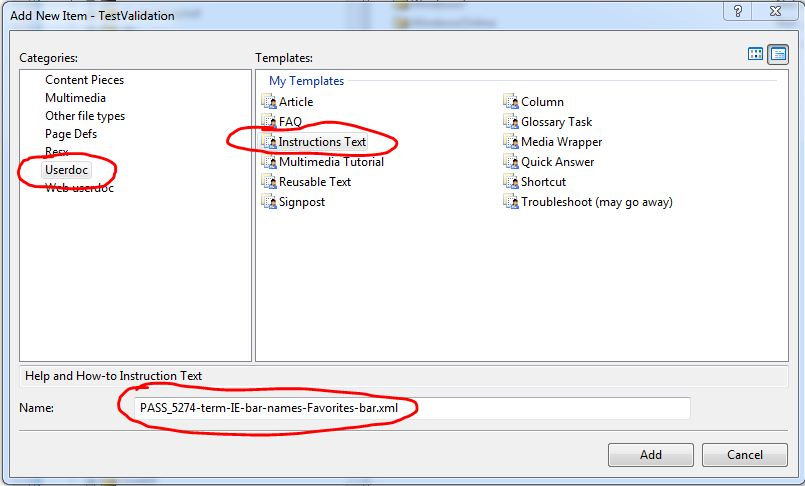 Add New Item - TestValidation
?
Categories:
Templates:
Content Pieces
Multimedia
Other file types
Page Defs
Resx
Userdoc
Web userdoc
My Templates
Article
FAQ
Instructions Text
Multimedia Tutorial
Reusable Text
Signpost
Column
Glossary Task
Media Wrapper
Quick Answer
Shortcut
Troubleshoot (may go away)
Help and How-to Instruction Text
Name: PASS_5274-term-IE-bar-names-Favorites-bar.xml
Add Cancel